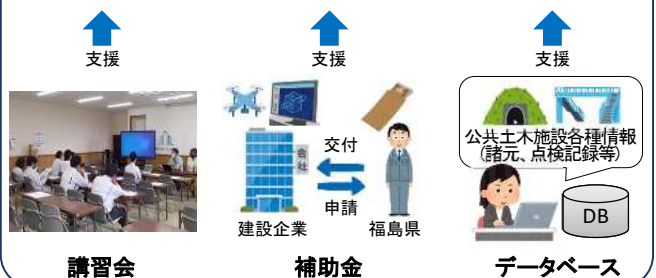 支援
支援
支援
交付
会社
申請
建設企業
福島県
公共土木施設各種情報
(諸元、点検記録等)
DB
講習会
補助金
データベース